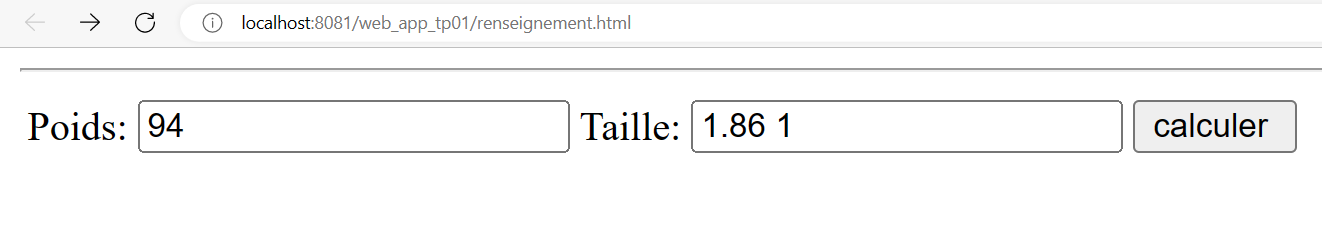 localhost:8081/web_app_tp01/renseignement.html
Poids: 94 Taille: 1.86 1 calculer